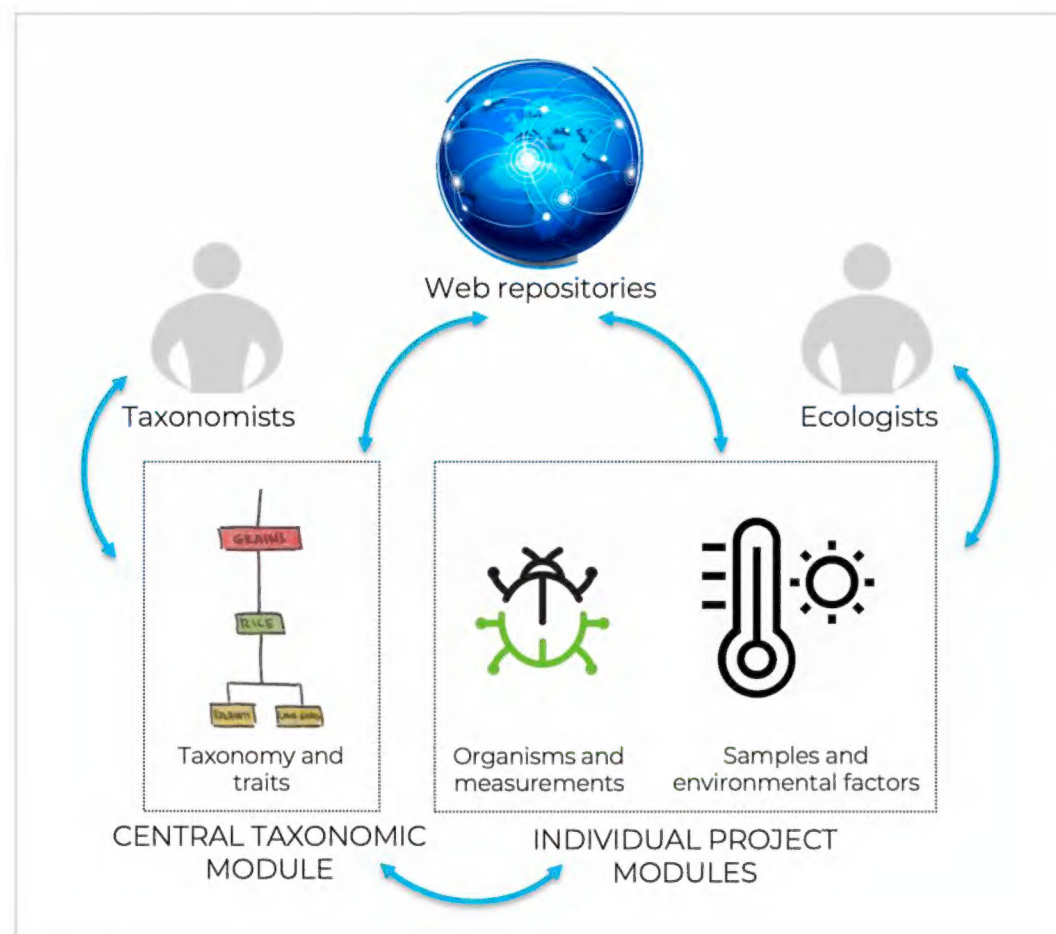 Web repositories
Taxonomists
Ecologists
GRAINS
RICE
Taxonomy and
traits
Organisms and
measurements
Samples and
environmental factors
CENTRAL TAXONOMIC
MODULE
INDIVIDUAL PROJECT
MODULES